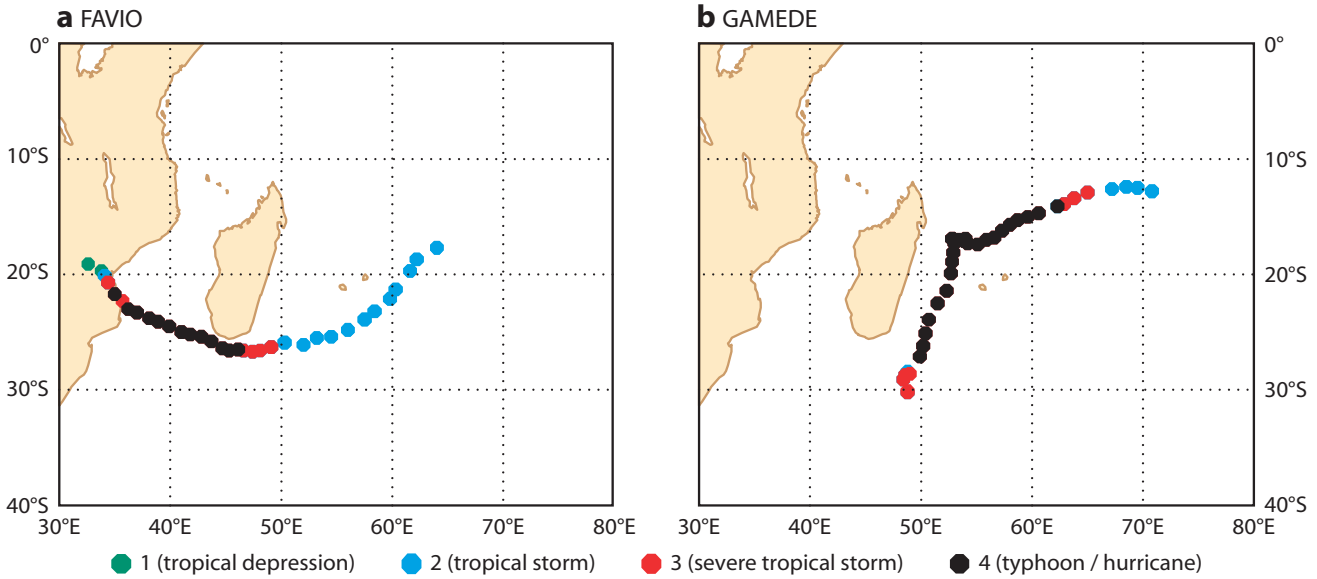 a FAVIO
b GAMEDE
0°
10°S
20°S
30°S
40°S
0°
10°S
20°S
30°S
40°S
30°E 40°E 50°E 60°E 70°E 80°E
30°E 40°E 50°E 60°E 70°E 80°E
1 (tropical depression) 2 (tropical storm) 3 (severe tropical storm) 4 (typhoon / hurricane)